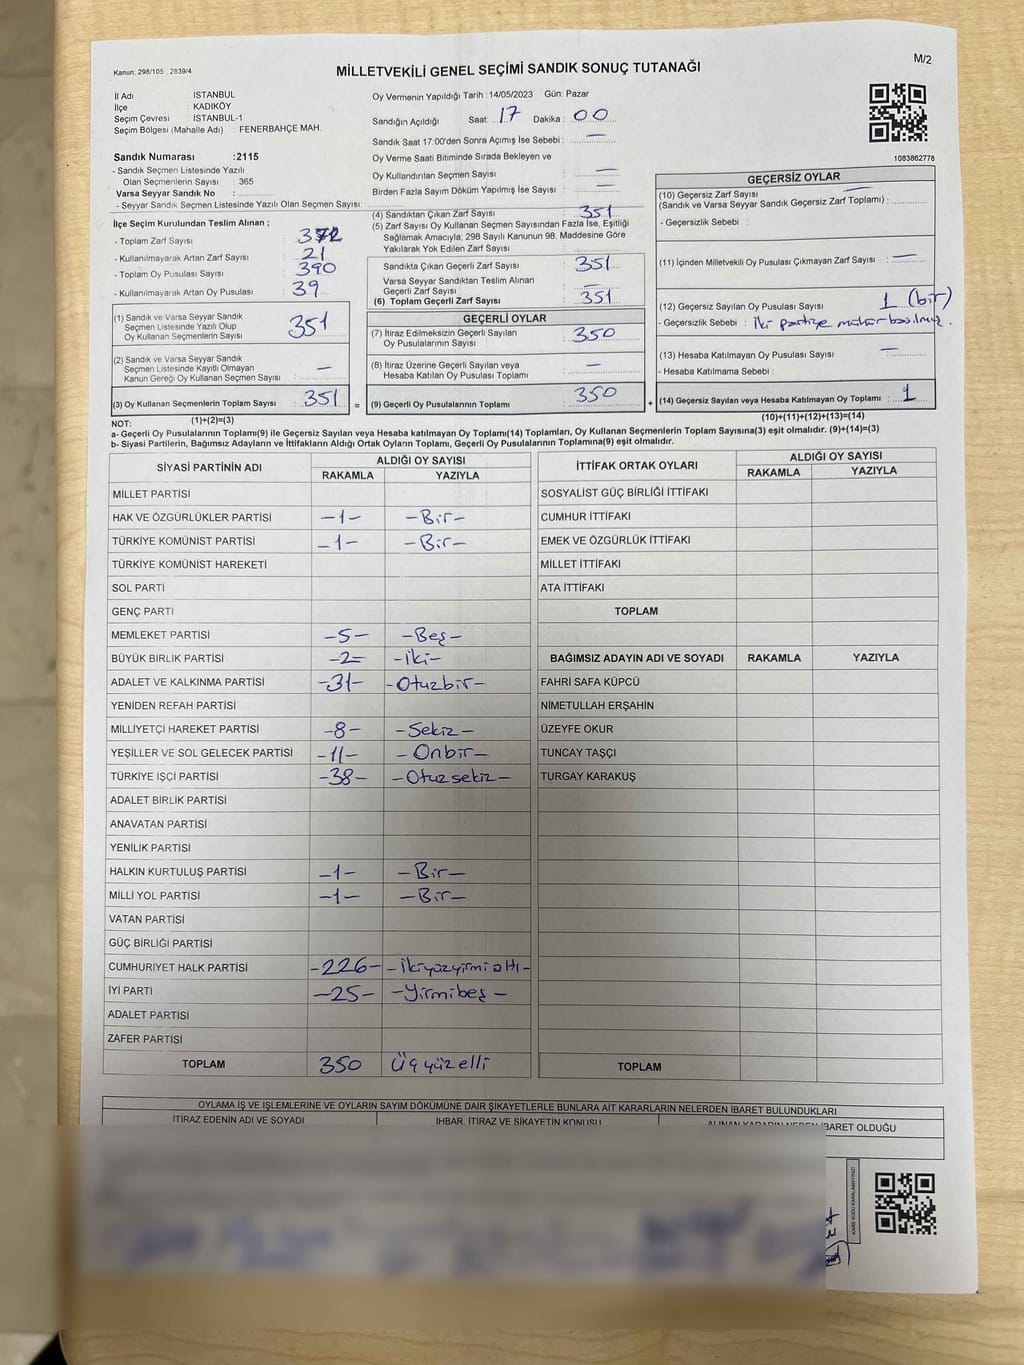 M/2
Kanun: 298/105 . 2839/4
MİLLETVEKİLİ GENEL SEÇİMİ SANDIK SONUÇ TUTANAĞI
İl Adı İSTANBUL
İlçe KADIKÖY
Seçim Çevresi : İSTANBUL-1
Seçim Bölgesi (Mahalle Adı) : FENERBAHÇE MAH.
Oy Vermenin Yapıldığı Tarih :14/05/2023 Gün: Pazar
Sandığın Açıldığı Saat: 17 Dakika : 00
Sandık Saat 17:00'den Sonra Açımış İse Sebebi : —
Oy Verme Saati Bitiminde Sırada Bekleyen ve
Oy Kullandırılan Seçmen Sayısı : —
Birden Fazla Sayım Döküm Yapılmış İse Sayısı : —
1083862778
Sandık Numarası :2115
- Sandık Seçmen Listesinde Yazılı
Olan Seçmenlerin Sayısı : 365
Varsa Seyyar Sandık No :
- Seyyar Sandık Seçmen Listesinde Yazılı Olan Seçmen Sayısı:
İlçe Seçim Kurulundan Teslim Alınan ;
- Toplam Zarf Sayısı : 372
- Kullanılmayarak Artan Zarf Sayısı : 21
- Toplam Oy Pusulası Sayısı : 390
- Kullanılmayarak Artan Oy Pusulası : 39
(1) Sandık ve Varsa Seyyar Sandık
Seçmen Listesinde Yazılı Olup
Oy Kullanan Seçmenlerin Sayısı : 351
(2) Sandık ve Varsa Seyyar Sandık
Seçmen Listesinde Kayıtlı Olmayan
Kanun Gereği Oy Kullanan Seçmen Sayısı : —
(3) Oy Kullanan Seçmenlerin Toplam Sayısı : 351
(1)+(2)=(3)
(4) Sandıktan Çıkan Zarf Sayısı : 351
(5) Zarf Sayısı Oy Kullanan Seçmen Sayısından Fazla İse, Eşitliği
Sağlamak Amacıyla; 298 Sayılı Kanunun 98. Maddesine Göre
Yakılarak Yok Edilen Zarf Sayısı :
Sandıkta Çıkan Geçerli Zarf Sayısı : 351
Varsa Seyyar Sandıktan Teslim Alınan
Geçerli Zarf Sayısı : —
(6) Toplam Geçerli Zarf Sayısı : 351
GEÇERLİ OYLAR
(7) İtiraz Edilmeksizin Geçerli Sayılan
Oy Pusulalarının Sayısı : 350
(8) İtiraz Üzerine Geçerli Sayılan veya
Hesaba Katılan Oy Pusulası Toplamı : —
= (9) Geçerli Oy Pusulalarının Toplamı : 350 +
GEÇERSİZ OYLAR
(10) Geçersiz Zarf Sayısı —
(Sandık ve Varsa Seyyar Sandık Geçersiz Zarf Toplamı) :
- Geçersizlik Sebebi :
(11) İçinden Milletvekili Oy Pusulası Çıkmayan Zarf Sayısı : —
(12) Geçersiz Sayılan Oy Pusulası Sayısı : 1 (bir)
- Geçersizlik Sebebi : İki partiye mühür basılmış.
(13) Hesaba Katılmayan Oy Pusulası Sayısı : —
- Hesaba Katılmama Sebebi :
(14) Geçersiz Sayılan veya Hesaba Katılmayan Oy Toplamı : 1
(10)+(11)+(12)+(13)=(14)
NOT:
a- Geçerli Oy Pusulalarının Toplamı(9) ile Geçersiz Sayılan veya Hesaba Katılmayan Oy Toplamı(14) Toplamları, Oy Kullanan Seçmenlerin Toplam Sayısına(3) eşit olmalıdır. (9)+(14)=(3)
b- Siyasi Partilerin, Bağımsız Adayların ve İttifakların Aldığı Ortak Oyların Toplamı, Geçerli Oy Pusulalarının Toplamına(9) eşit olmalıdır.
SİYASİ PARTİNİN ADI ALDIĞI OY SAYISI
RAKAMLA YAZIYLA
MİLLET PARTİSİ
HAK VE ÖZGÜRLÜKLER PARTİSİ -1- -Bir-
TÜRKİYE KOMÜNİST PARTİSİ -1- -Bir-
TÜRKİYE KOMÜNİST HAREKETİ
SOL PARTİ
GENÇ PARTİ
MEMLEKET PARTİSİ -5- -Beş-
BÜYÜK BİRLİK PARTİSİ -2- -İki-
ADALET VE KALKINMA PARTİSİ -31- -Otuzbir-
YENİDEN REFAH PARTİSİ
MİLLİYETÇİ HAREKET PARTİSİ -8- -Sekiz-
YEŞİLLER VE SOL GELECEK PARTİSİ -11- -Onbir-
TÜRKİYE İŞÇİ PARTİSİ -38- -Otuzsekiz-
ADALET BİRLİK PARTİSİ
ANAVATAN PARTİSİ
YENİLİK PARTİSİ
HALKIN KURTULUŞ PARTİSİ -1- -Bir-
MİLLİ YOL PARTİSİ -1- -Bir-
VATAN PARTİSİ
GÜÇ BİRLİĞİ PARTİSİ
CUMHURİYET HALK PARTİSİ -226- -İkiyüzyirmialtı-
İYİ PARTİ -25- -Yirmibeş-
ADALET PARTİSİ
ZAFER PARTİSİ
TOPLAM 350 Üçyüzelli
İTTİFAK ORTAK OYLARI ALDIĞI OY SAYISI
RAKAMLA YAZIYLA
SOSYALİST GÜÇ BİRLİĞİ İTTİFAKI
CUMHUR İTTİFAKI
EMEK VE ÖZGÜRLÜK İTTİFAKI
MİLLET İTTİFAKI
ATA İTTİFAKI
TOPLAM
BAĞIMSIZ ADAYIN ADI VE SOYADI RAKAMLA YAZIYLA
FAHRİ SAFA KÜPCÜ
NİMETULLAH ERŞAHİN
ÜZEYFE OKUR
TUNCAY TAŞÇI
TURGAY KARAKUŞ
TOPLAM
OYLAMA İŞ VE İŞLEMLERİNE VE OYLARIN SAYIM DÖKÜMÜNE DAİR ŞİKAYETLERLE BUNLARA AİT KARARLARIN NELERDEN İBARET BULUNDUKLARI
İTİRAZ EDENİN ADI VE SOYADI İHBAR, İTİRAZ VE ŞİKAYETİN KONUSU ALINAN KARARIN NEDEN İBARET OLDUĞU